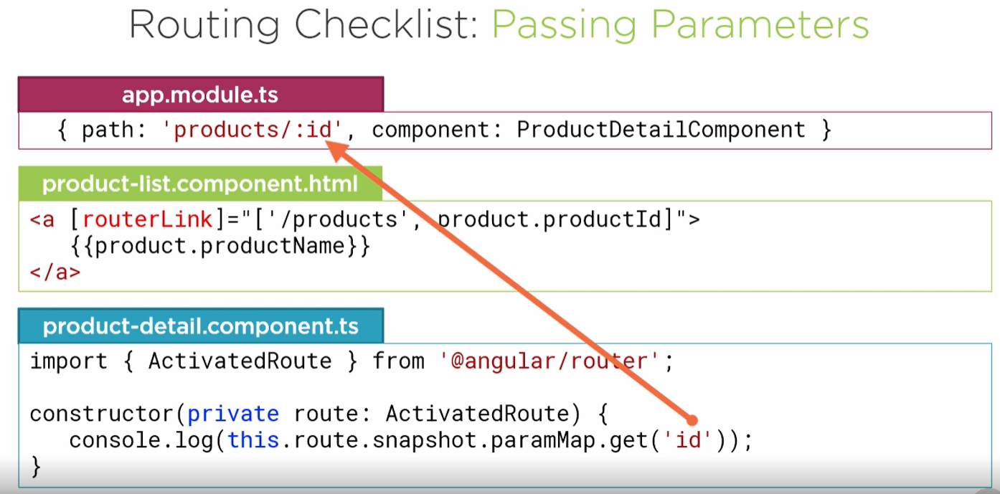 Routing Checklist: Passing Parameters
app.module.ts
{ path: 'products/:id', component: ProductDetailComponent }
product-list.component.html
<a [routerLink]="['/products', product.productId]">
{{product.productName}}
</a>
product-detail.component.ts
import { ActivatedRoute } from '@angular/router';
constructor(private route: ActivatedRoute) {
console.log(this.route.snapshot.paramMap.get('id'));
}